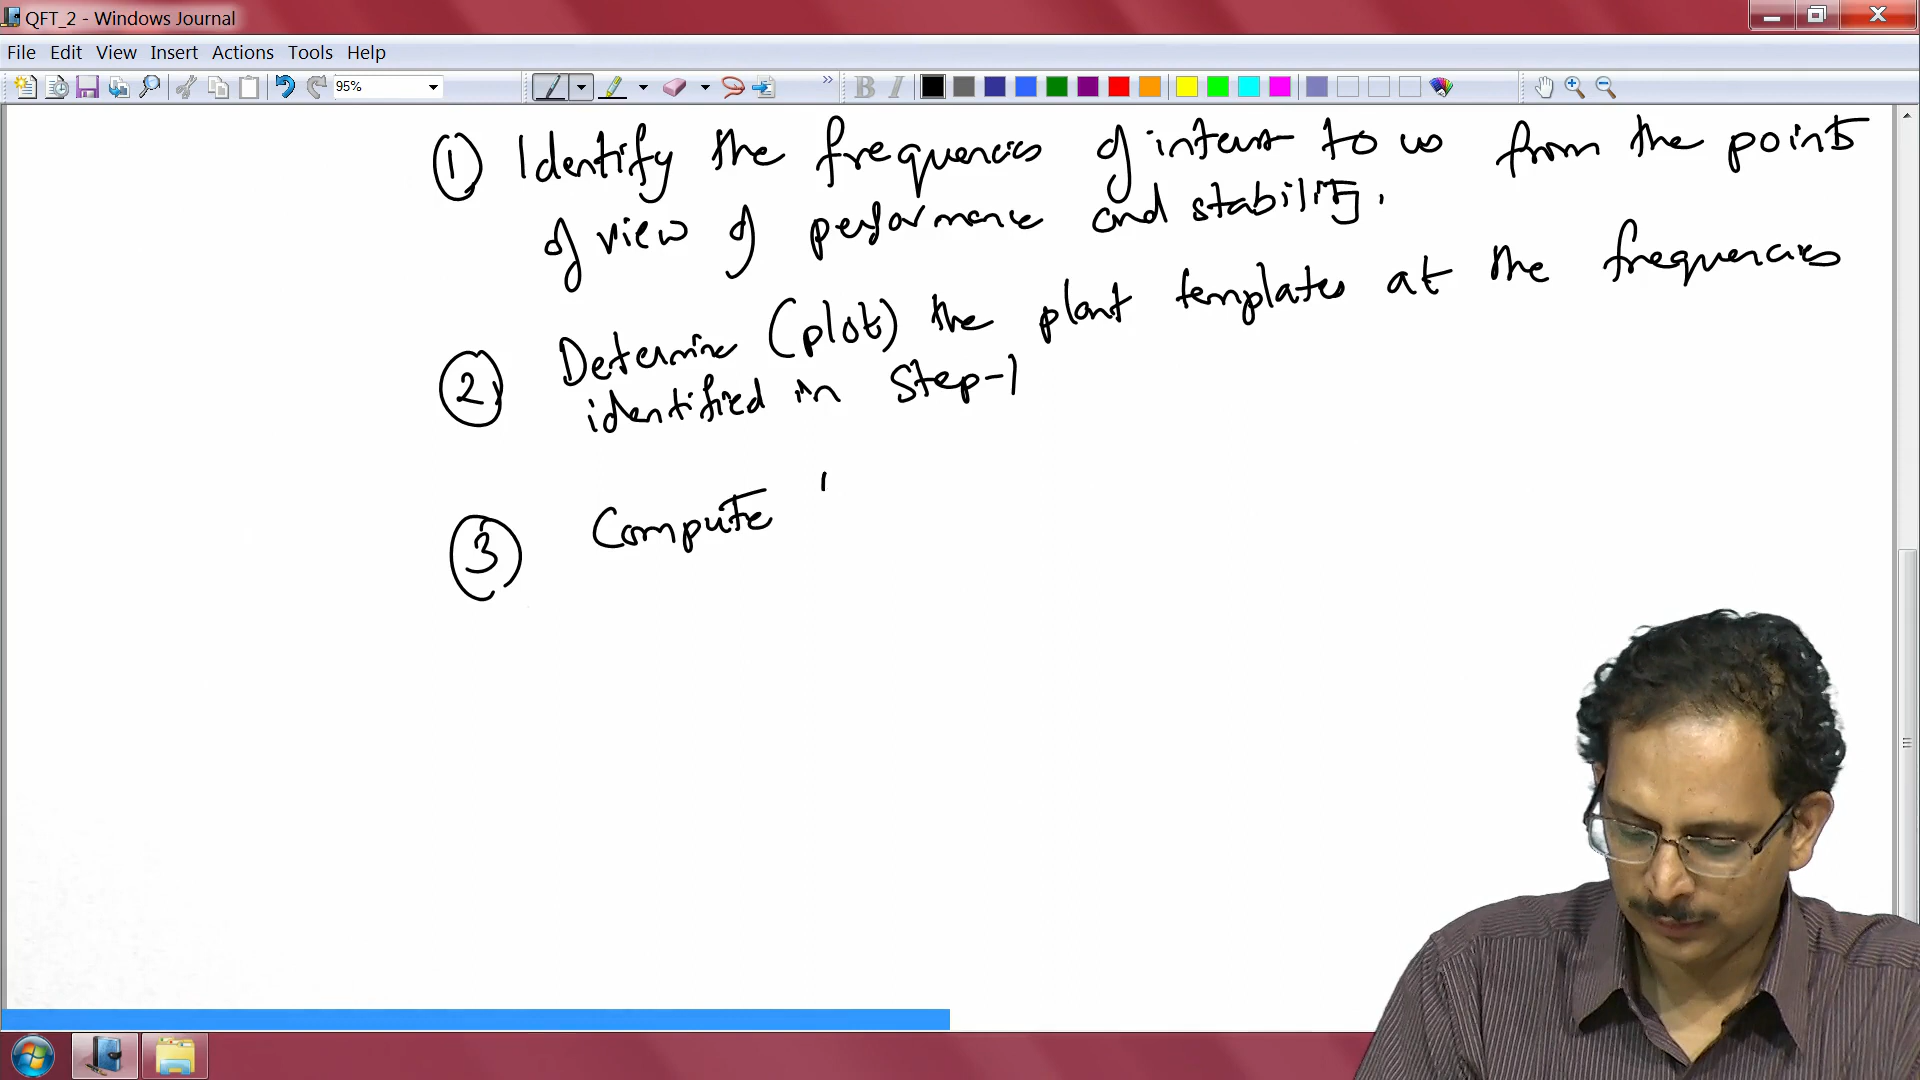 QFT_2 - Windows Journal
File Edit View Insert Actions Tools Help
95%
B I
① Identify the frequencies of interest to us from the points
of view of performance and stability.
② Determine (plot) the plant templates at the frequencies
identified in Step-1
③ Compute